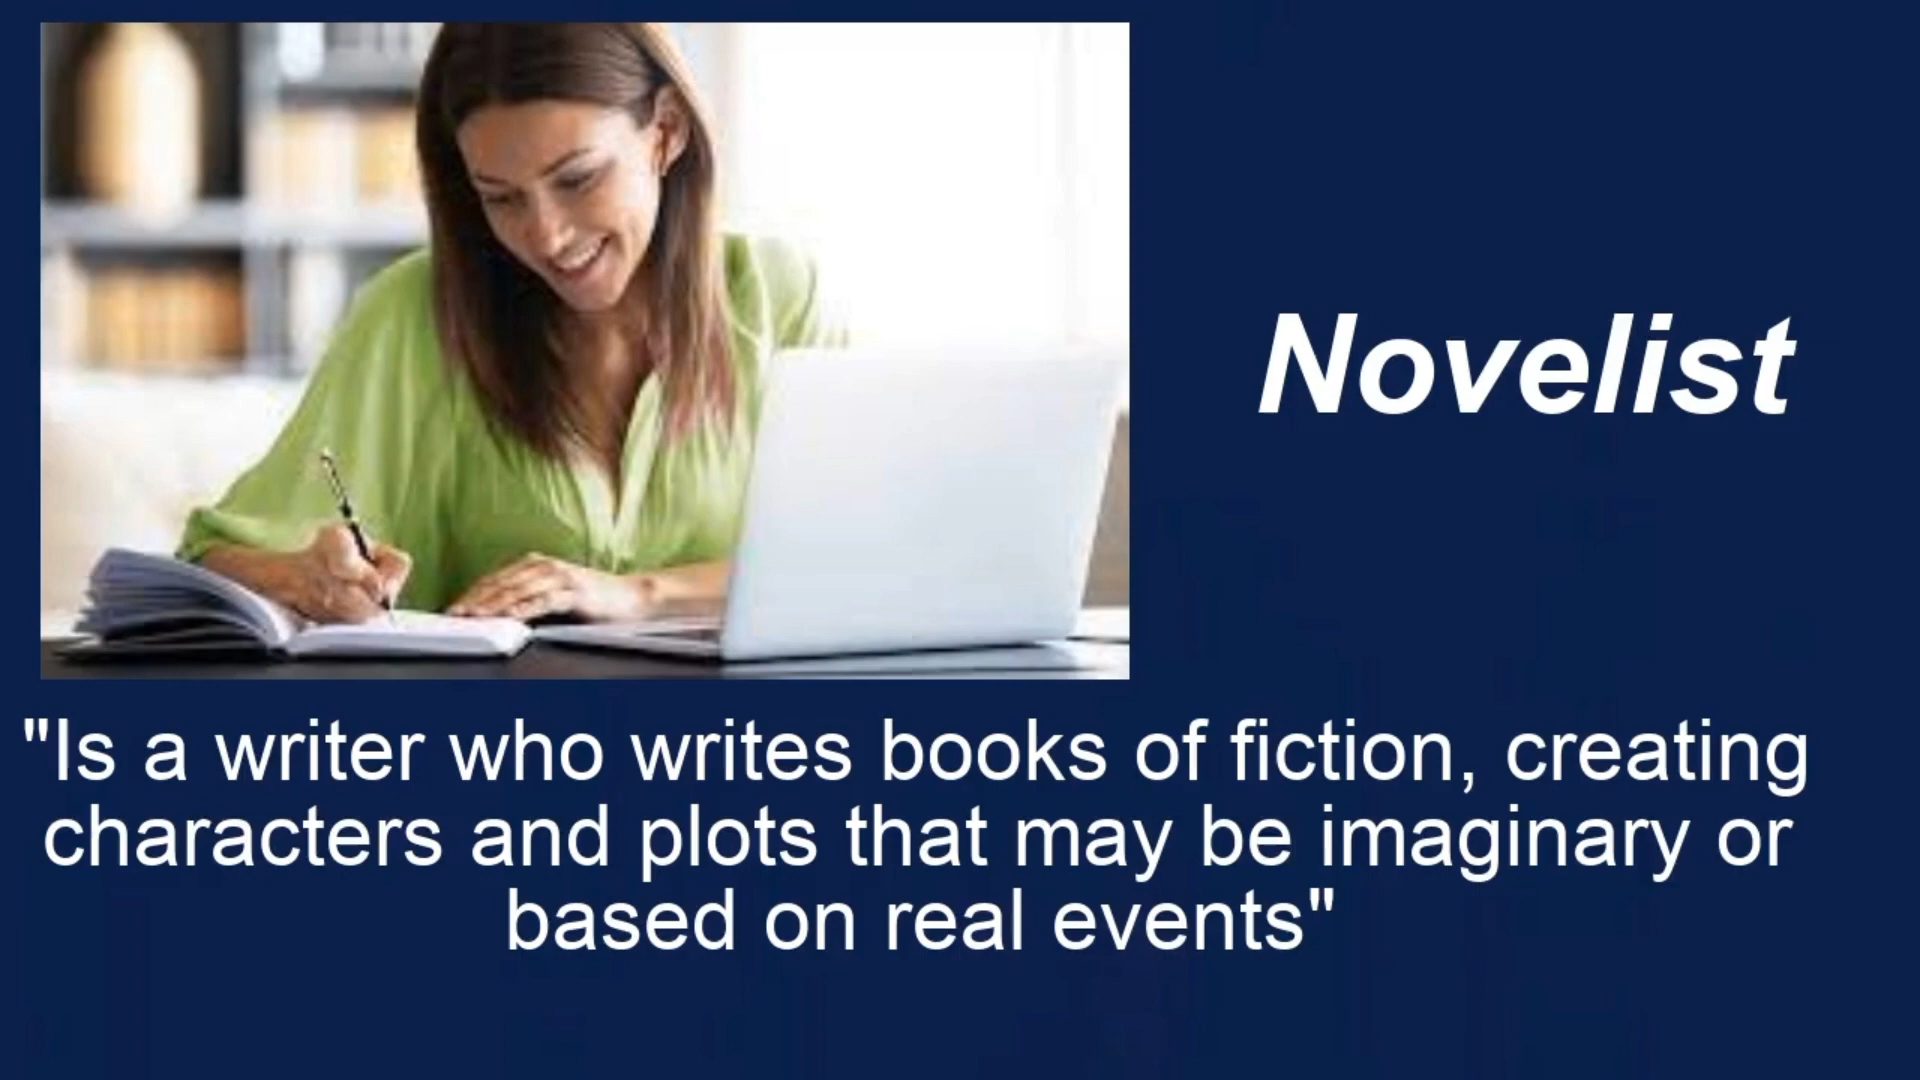 Novelist
"Is a writer who writes books of fiction, creating
characters and plots that may be imaginary or
based on real events"